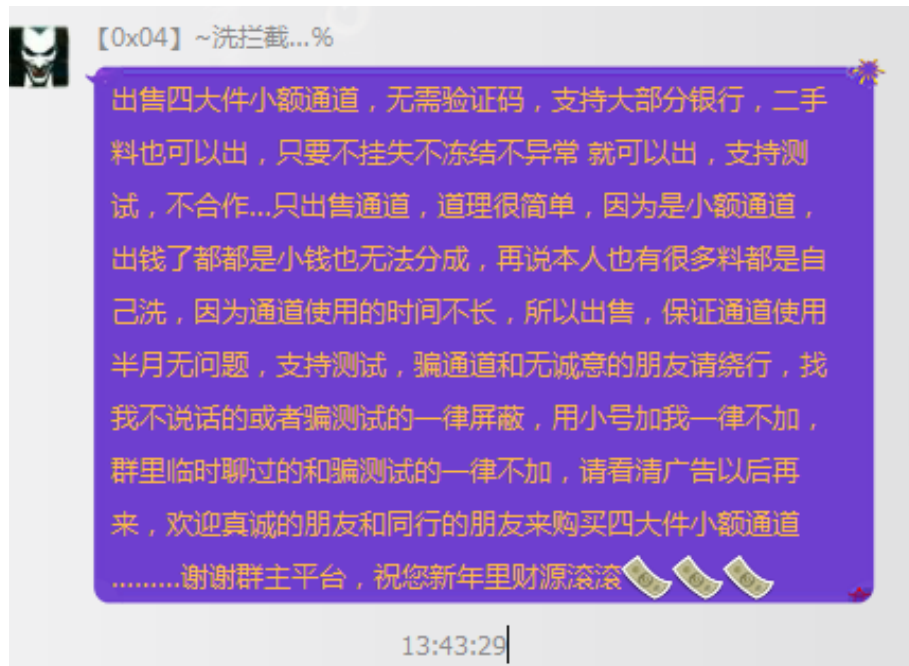 【0x04】~洗拦截...%
出售四大件小额通道，无需验证码，支持大部分银行，二手
料也可以出，只要不挂失不冻结不异常 就可以出，支持测
试，不合作...只出售通道，道理很简单，因为是小额通道，
出钱了都都是小钱也无法分成，再说本人也有很多料都是自
己洗，因为通道使用的时间不长，所以出售，保证通道使用
半月无问题，支持测试，骗通道和无诚意的朋友请绕行，找
我不说话的或者骗测试的一律屏蔽，用小号加我一律不加，
群里临时聊过的和骗测试的一律不加，请看清广告以后再
来，欢迎真诚的朋友和同行的朋友来购买四大件小额通道
.........谢谢群主平台，祝您新年里财源滚滚
13:43:29